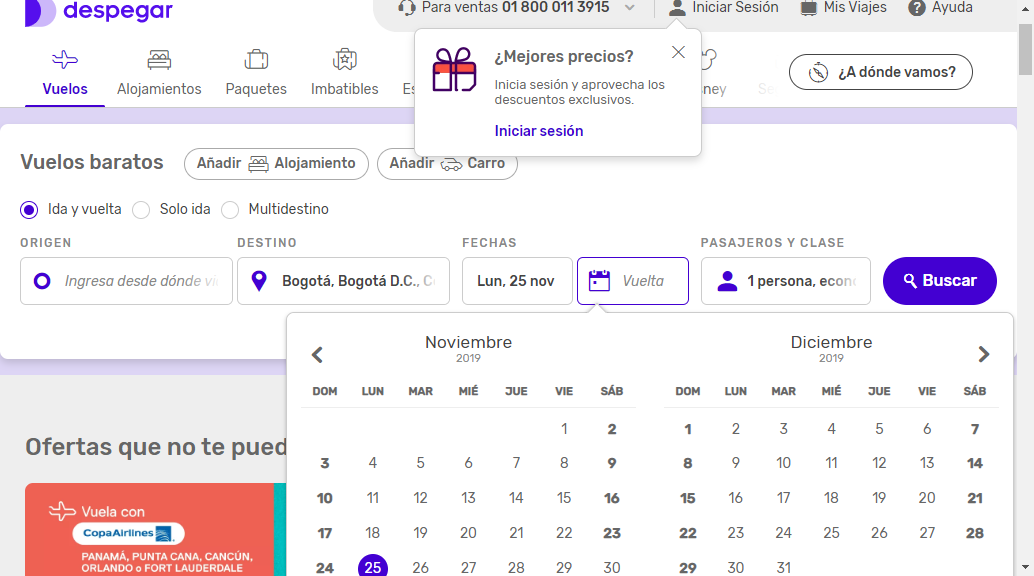 despegar
Para ventas 01 800 011 3915
Iniciar Sesión
Mis Viajes
Ayuda
Vuelos
Alojamientos
Paquetes
Imbatibles
¿A dónde vamos?
¿Mejores precios?
Inicia sesión y aprovecha los
descuentos exclusivos.
Iniciar sesión
Vuelos baratos
Añadir Alojamiento
Añadir Carro
Ida y vuelta
Solo ida
Multidestino
ORIGEN
DESTINO
FECHAS
PASAJEROS Y CLASE
Ingresa desde dónde vi
Bogotá, Bogotá D.C., C
Lun, 25 nov
Vuelta
1 persona, econ
Buscar
Noviembre
2019
DOM LUN MAR MIÉ JUE VIE SÁB
1 2
3 4 5 6 7 8 9
10 11 12 13 14 15 16
17 18 19 20 21 22 23
24 25 26 27 28 29 30
Diciembre
2019
DOM LUN MAR MIÉ JUE VIE SÁB
1 2 3 4 5 6 7
8 9 10 11 12 13 14
15 16 17 18 19 20 21
22 23 24 25 26 27 28
29 30 31
Ofertas que no te pued
Vuela con
CopaAirlines
PANAMÁ, PUNTA CANA, CANCÚN,
ORLANDO o FORT LAUDERDALE